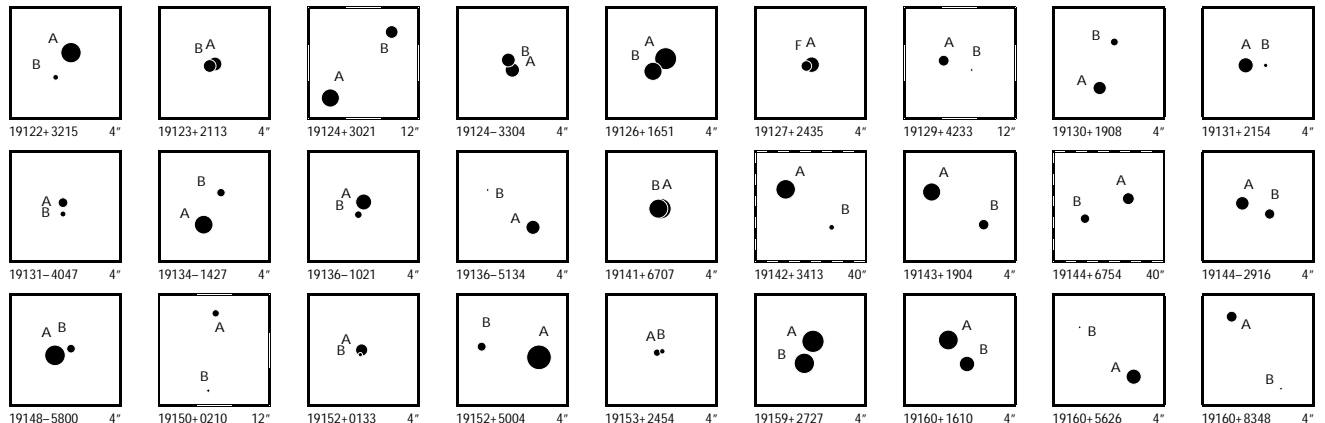 A B
B A
A B
B A
A B
F A
A B
B A
A B
19122+3215 4″ 19123+2113 4″ 19124+3021 12″ 19124−3304 4″ 19126+1651 4″ 19127+2435 4″ 19129+4233 12″ 19130+1908 4″ 19131+2154 4″
A B
B A
A B
B A
B A
A B
A B
A B
A B
19131−4047 4″ 19134−1427 4″ 19136−1021 4″ 19136−5134 4″ 19141+6707 4″ 19142+3413 40″ 19143+1904 4″ 19144+6754 40″ 19144−2916 4″
A B
A B
A B
B A
A B
A B
A B
B A
A B
19148−5800 4″ 19150+0210 12″ 19152+0133 4″ 19152+5004 4″ 19153+2454 4″ 19159+2727 4″ 19160+1610 4″ 19160+5626 4″ 19160+8348 4″